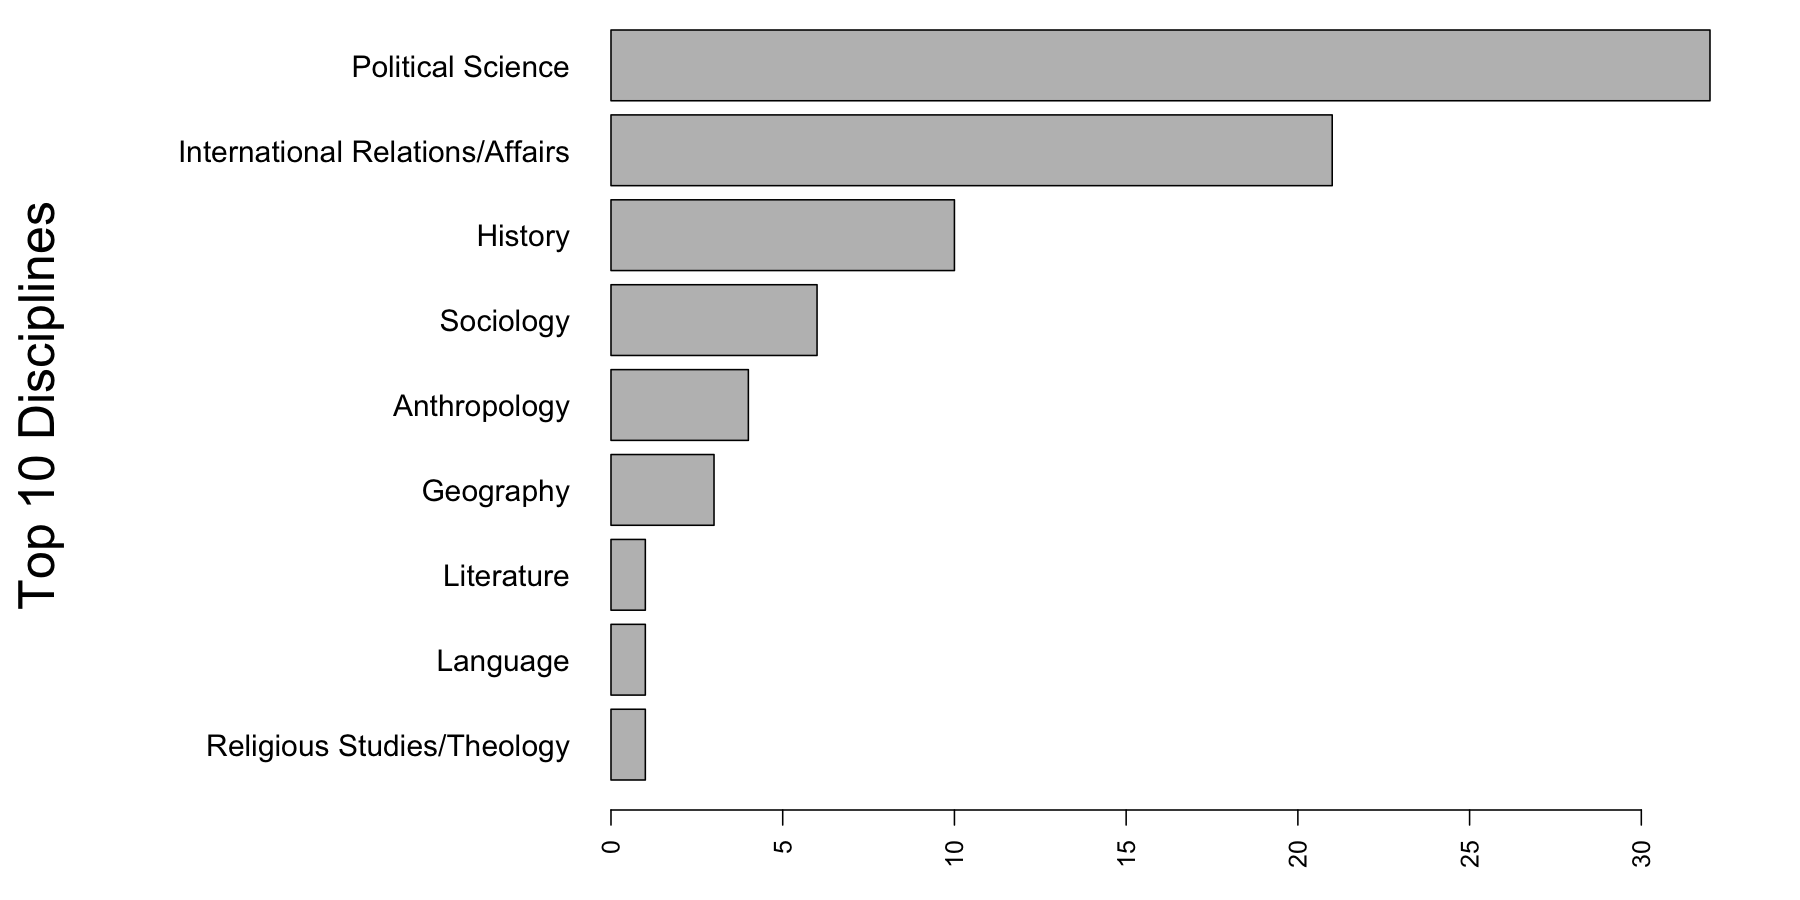 Top 10 Disciplines
Political Science
International Relations/Affairs
History
Sociology
Anthropology
Geography
Literature
Language
Religious Studies/Theology
0 5 10 15 20 25 30